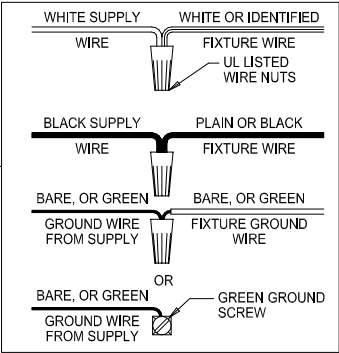 WHITE SUPPLY WIRE
WHITE OR IDENTIFIED FIXTURE WIRE
UL LISTED
WIRE NUTS
BLACK SUPPLY WIRE
PLAIN OR BLACK FIXTURE WIRE
BARE, OR GREEN
GROUND WIRE
FROM SUPPLY
BARE, OR GREEN
FIXTURE GROUND
WIRE
OR
BARE, OR GREEN
GROUND WIRE
FROM SUPPLY
GREEN GROUND
SCREW